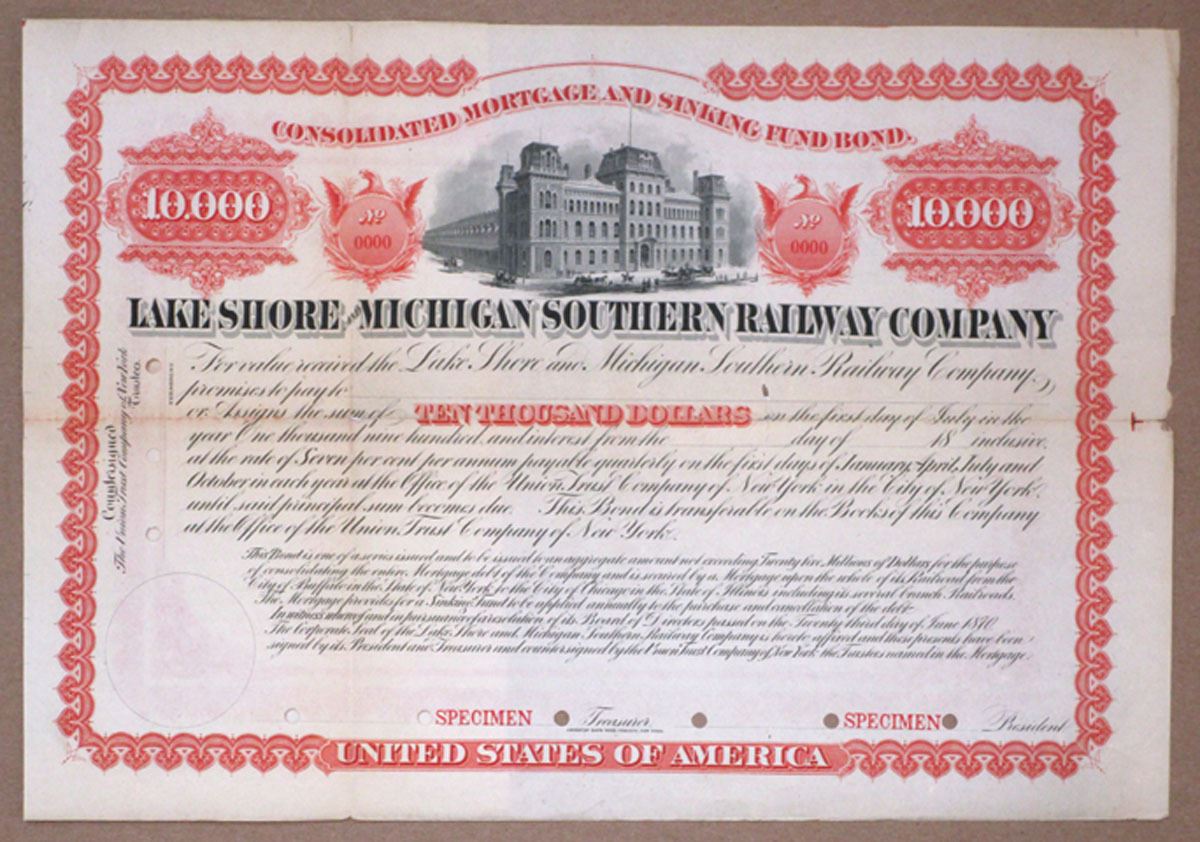 CONSOLIDATED MORTGAGE AND SINKING FUND BOND.
10.000
No
0000
No
0000
10.000
LAKE SHORE and MICHIGAN SOUTHERN RAILWAY COMPANY
For value received the Lake Shore and Michigan Southern Railway Company,
promises to pay to
or Assigns the sum of TEN THOUSAND DOLLARS on the first day of July in the
year One thousand nine hundred, and interest from the day of 18 inclusive,
at the rate of Seven per cent per annum payable quarterly on the first days of January, April, July and
October in each year at the Office of the Union Trust Company of New York in the City of New York,
until said principal sum becomes due. This Bond is transferable on the Books of this Company
at the Office of the Union Trust Company of New York.
This Bond is one of a series issued and to be issued to an aggregate amount not exceeding Twenty five Millions of Dollars, for the purpose
of consolidating the entire Mortgage debt of the Company and is secured by a Mortgage upon the whole of its Railroad from the
City of Buffalo in the State of New York to the City of Chicago in the State of Illinois including its several branch Railroads.
The Mortgage provides for a Sinking Fund to be applied annually to the purchase and cancellation of the debt.
In witness whereof and in pursuance of a resolution of its Board of Directors passed on the Twenty third day of June 1870,
The Corporate Seal of the Lake Shore and Michigan Southern Railway Company is hereto affixed and these presents have been
signed by its President and Treasurer and countersigned by the Union Trust Company of New York the Trustees named in the Mortgage.
Countersigned
The Union Trust Company of New York
Trustee.
SPECIMEN
Treasurer.
SPECIMEN
President.
AMERICAN BANK NOTE COMPANY, NEW YORK.
UNITED STATES OF AMERICA